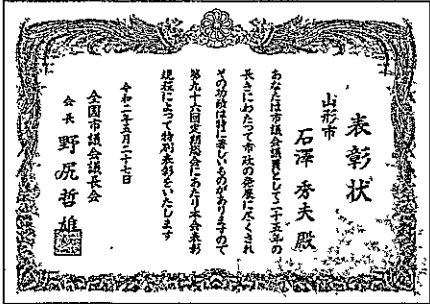 表彰状
山形市
石澤秀夫殿
あなたは市議会議員として二十五年の
長きにわたって市政の発展に尽くされ
その功績は特に著しいものがありますので
第九十六回定期総会にあたり本会表彰
規程によって特別表彰をいたします
令和二年五月二十七日
全国市議会議長会
会長 野尻哲雄